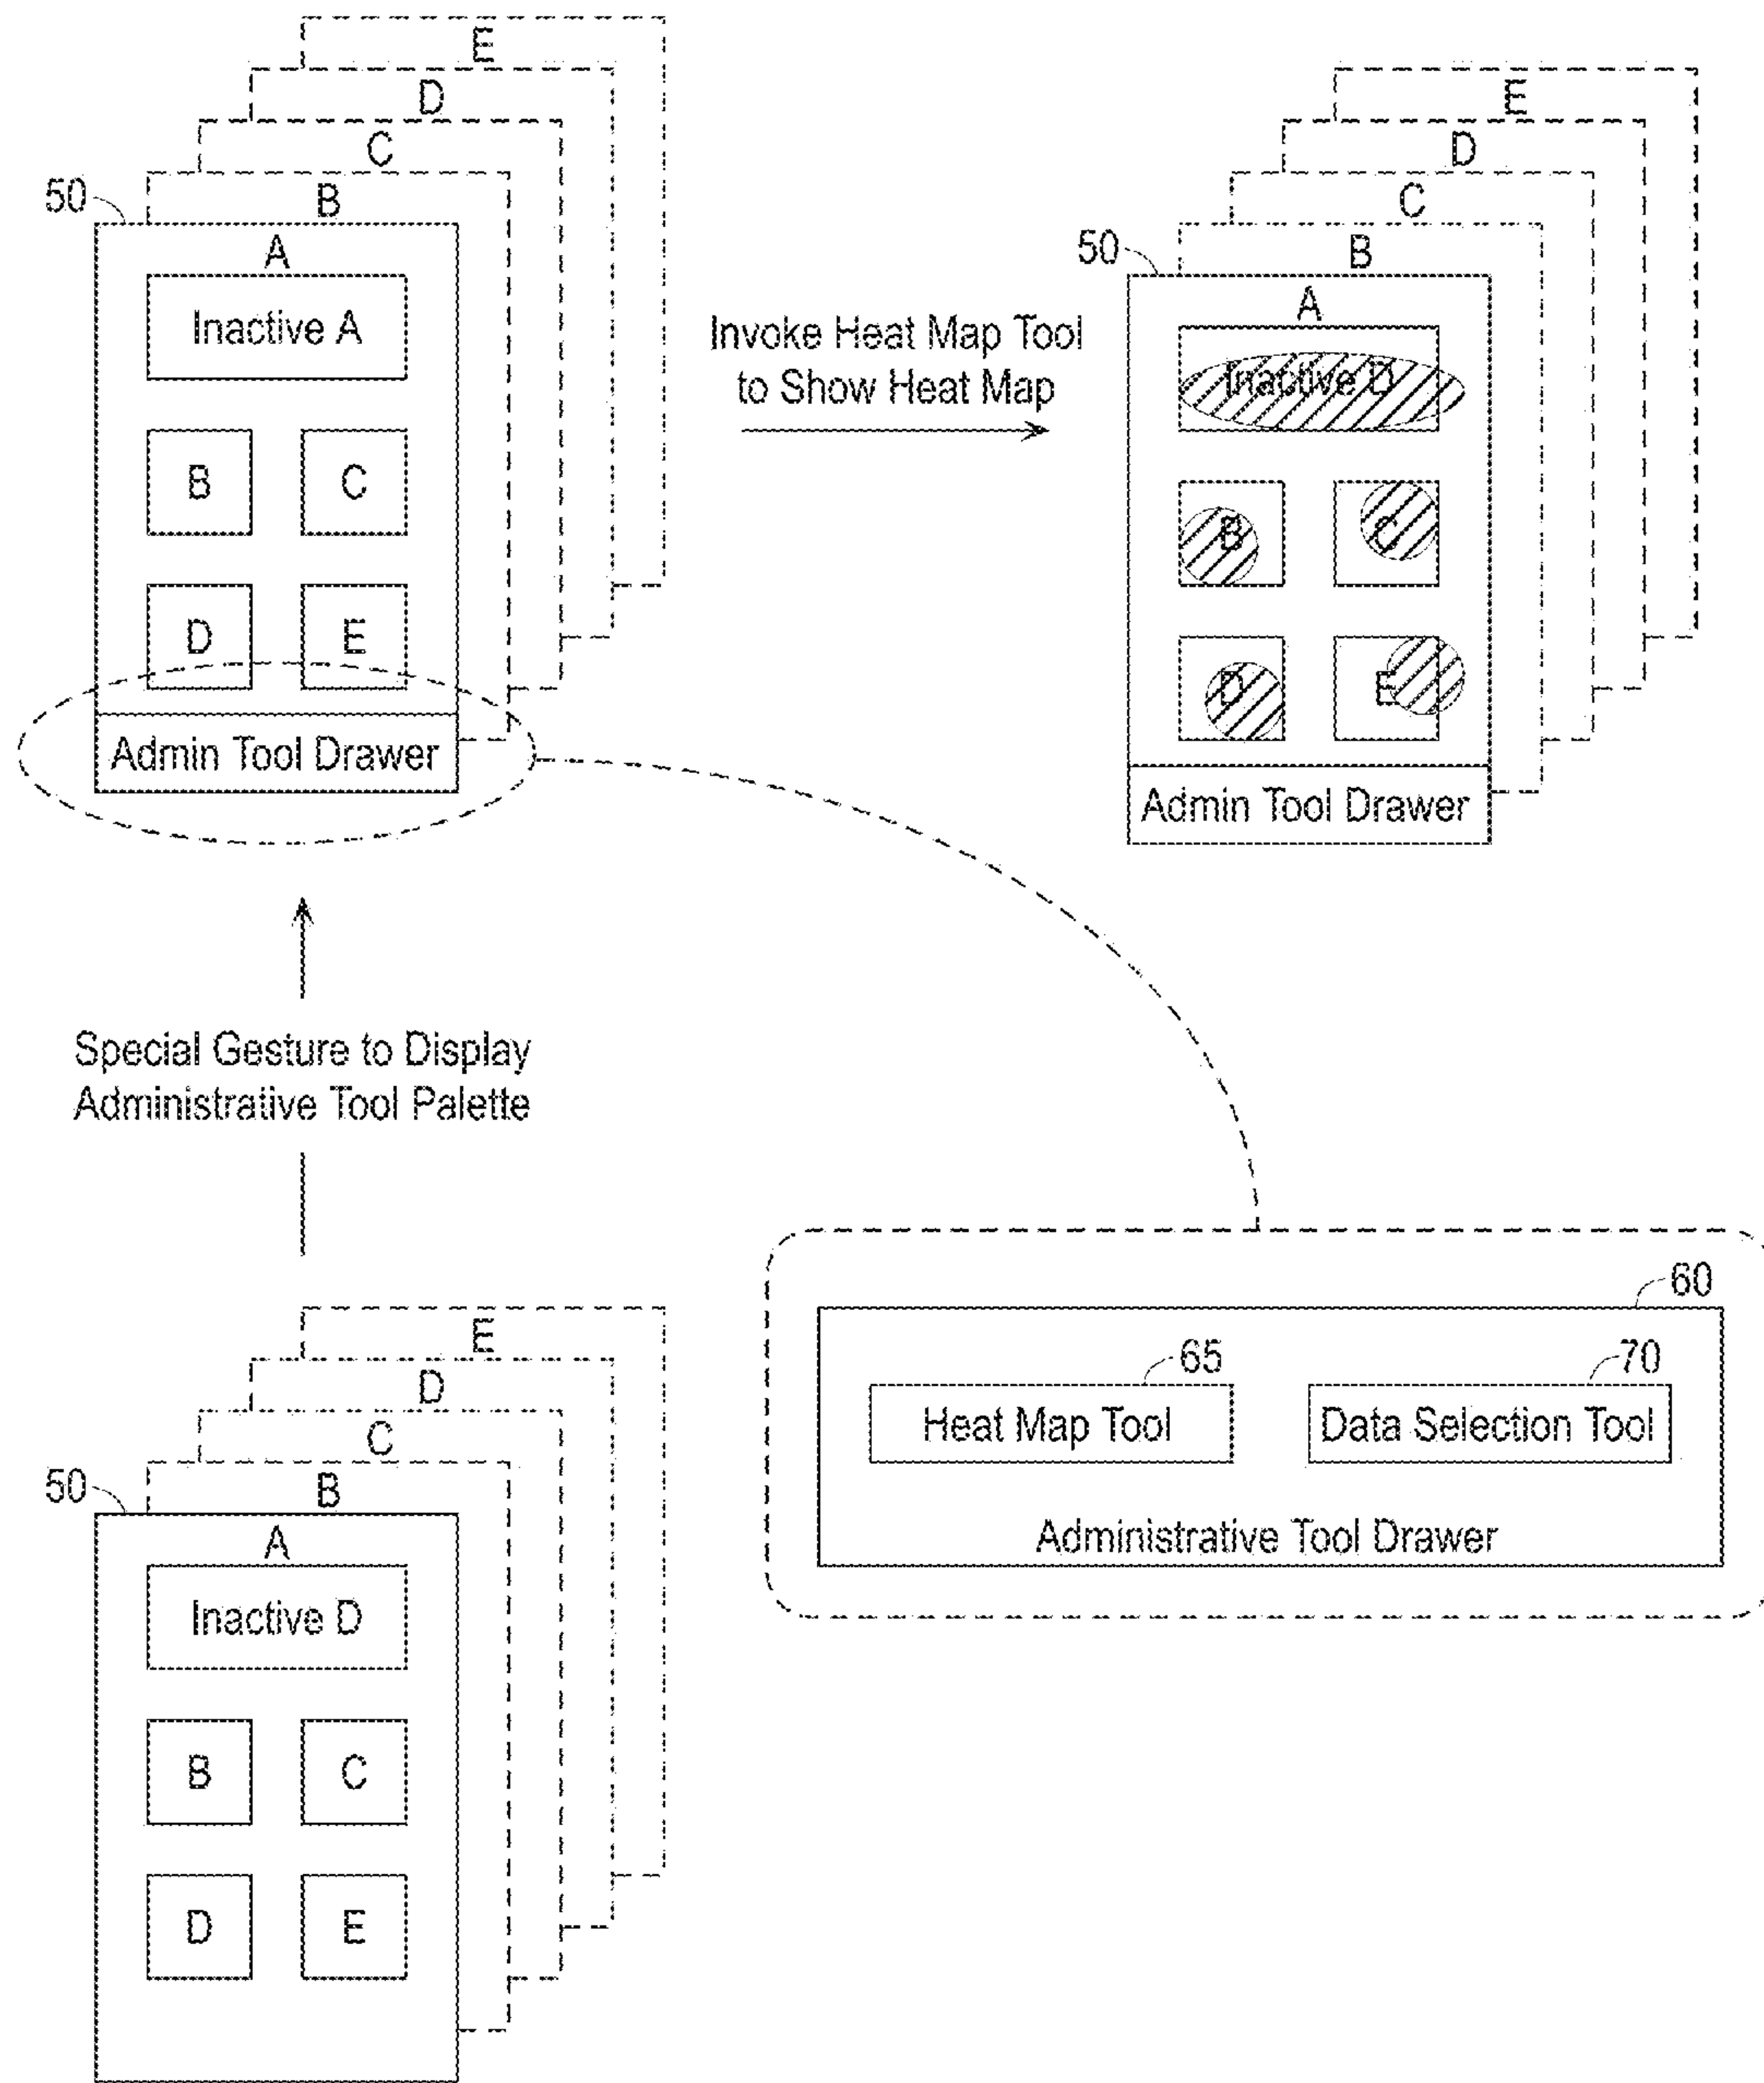 E
D
C
B
50
A
Inactive A
B C
D E
Admin Tool Drawer
Invoke Heat Map Tool
to Show Heat Map
E
D
C
B
50
A
Inactive D
B C
D E
Admin Tool Drawer
Special Gesture to Display
Administrative Tool Palette
E
D
C
B
50
A
Inactive D
B C
D E
60
65 70
Heat Map Tool Data Selection Tool
Administrative Tool Drawer